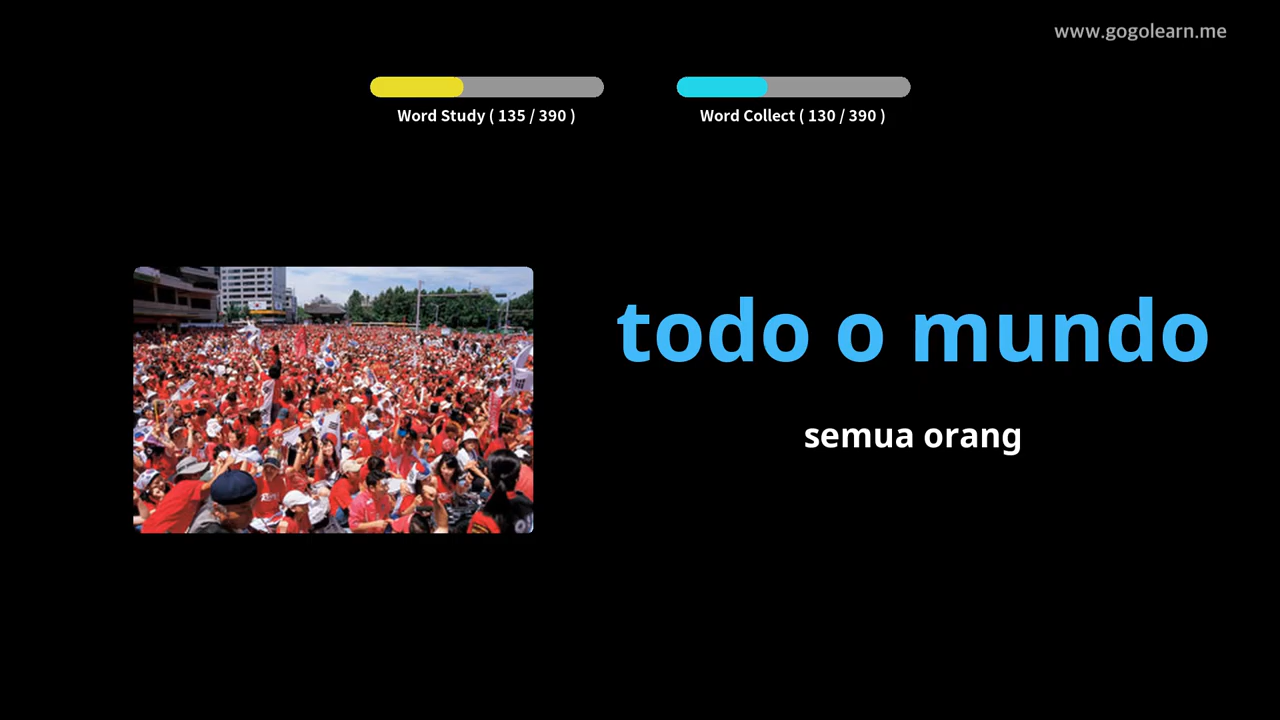 www.gogolearn.me
Word Study ( 135 / 390 )
Word Collect ( 130 / 390 )
todo o mundo
semua orang